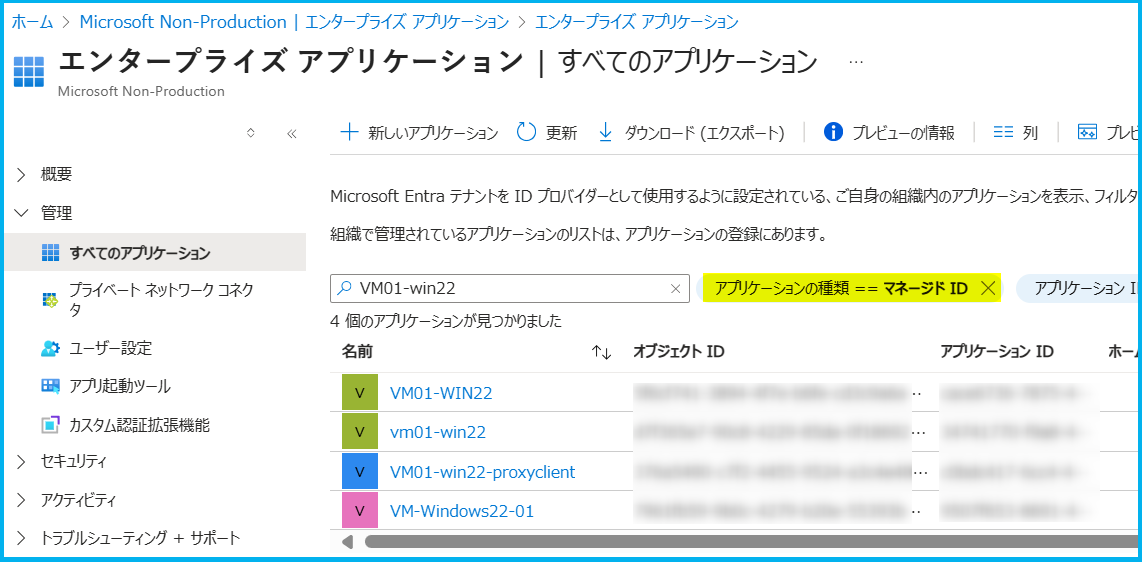 ホーム > Microsoft Non-Production | エンタープライズ アプリケーション > エンタープライズ アプリケーション
エンタープライズ アプリケーション | すべてのアプリケーション …
Microsoft Non-Production
新しいアプリケーション 更新 ダウンロード (エクスポート) プレビューの情報 列 プレビ
概要
管理
すべてのアプリケーション
プライベート ネットワーク コネク
タ
ユーザー設定
アプリ起動ツール
カスタム認証拡張機能
セキュリティ
アクティビティ
トラブルシューティング + サポート
Microsoft Entra テナントを ID プロバイダーとして使用するように設定されている、ご自身の組織内のアプリケーションを表示、フィルタ
組織で管理されているアプリケーションのリストは、アプリケーションの登録にあります。
VM01-win22 アプリケーションの種類 == マネージド ID アプリケーション I
4 個のアプリケーションが見つかりました
名前 オブジェクト ID アプリケーション ID ホー
V VM01-WIN22
V vm01-win22
V VM01-win22-proxyclient
V VM-Windows22-01